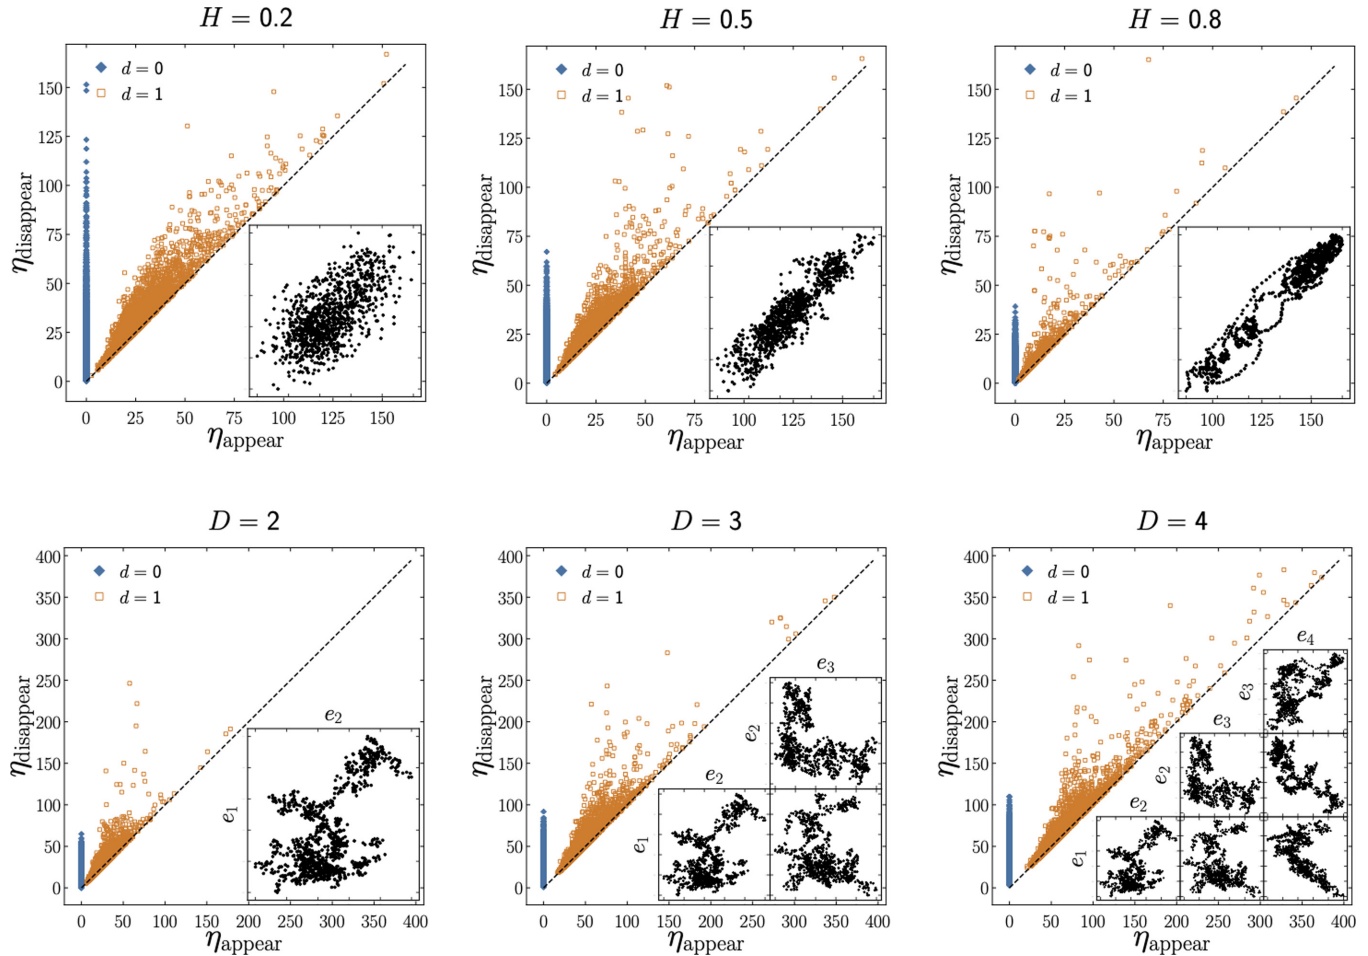 H = 0.2
d = 0
d = 1
150
125
100
75
50
25
0
η_disappear
0 25 50 75 100 125 150
η_appear
H = 0.5
d = 0
d = 1
150
125
100
75
50
25
0
η_disappear
0 25 50 75 100 125 150
η_appear
H = 0.8
d = 0
d = 1
150
125
100
75
50
25
0
η_disappear
0 25 50 75 100 125 150
η_appear
D = 2
d = 0
d = 1
400
350
300
250
200
150
100
50
0
η_disappear
e_2
e_1
0 50 100 150 200 250 300 350 400
η_appear
D = 3
d = 0
d = 1
400
350
300
250
200
150
100
50
0
η_disappear
e_3
e_2
e_2
e_1
0 50 100 150 200 250 300 350 400
η_appear
D = 4
d = 0
d = 1
400
350
300
250
200
150
100
50
0
η_disappear
e_4
e_3
e_3
e_2
e_2
e_1
0 50 100 150 200 250 300 350 400
η_appear